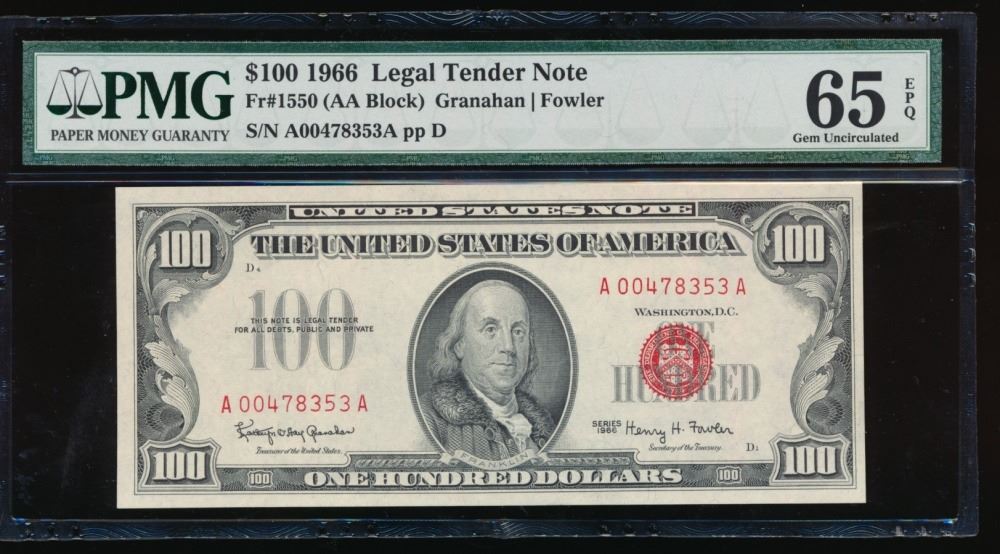 PMG
PAPER MONEY GUARANTY
$100 1966 Legal Tender Note
Fr#1550 (AA Block) Granahan | Fowler
S/N A00478353A pp D
65
EPQ
Gem Uncirculated
UNITED STATES NOTE
100
THE UNITED STATES OF AMERICA
100
D4
A 00478353 A
100
THIS NOTE IS LEGAL TENDER
FOR ALL DEBTS, PUBLIC AND PRIVATE
WASHINGTON, D.C.
ONE
HUNDRED
A 00478353 A
Kathryn O'Hay Granahan
Treasurer of the United States.
SERIES
1966
Henry H. Fowler
Secretary of the Treasury.
D1
FRANKLIN
100
100
ONE HUNDRED DOLLARS
100
100